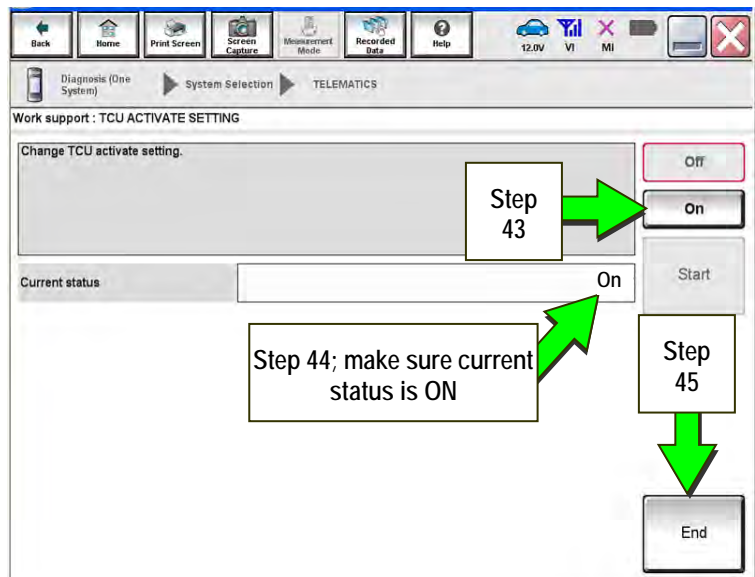 Back
Home
Print Screen
Screen
Capture
Measurement
Mode
Recorded
Data
Help
12.0V
VI
MI
Diagnosis (One
System)
System Selection
TELEMATICS
Work support : TCU ACTIVATE SETTING
Change TCU activate setting.
Off
Step
43
On
Current status
On
Start
Step 44; make sure current
status is ON
Step
45
End